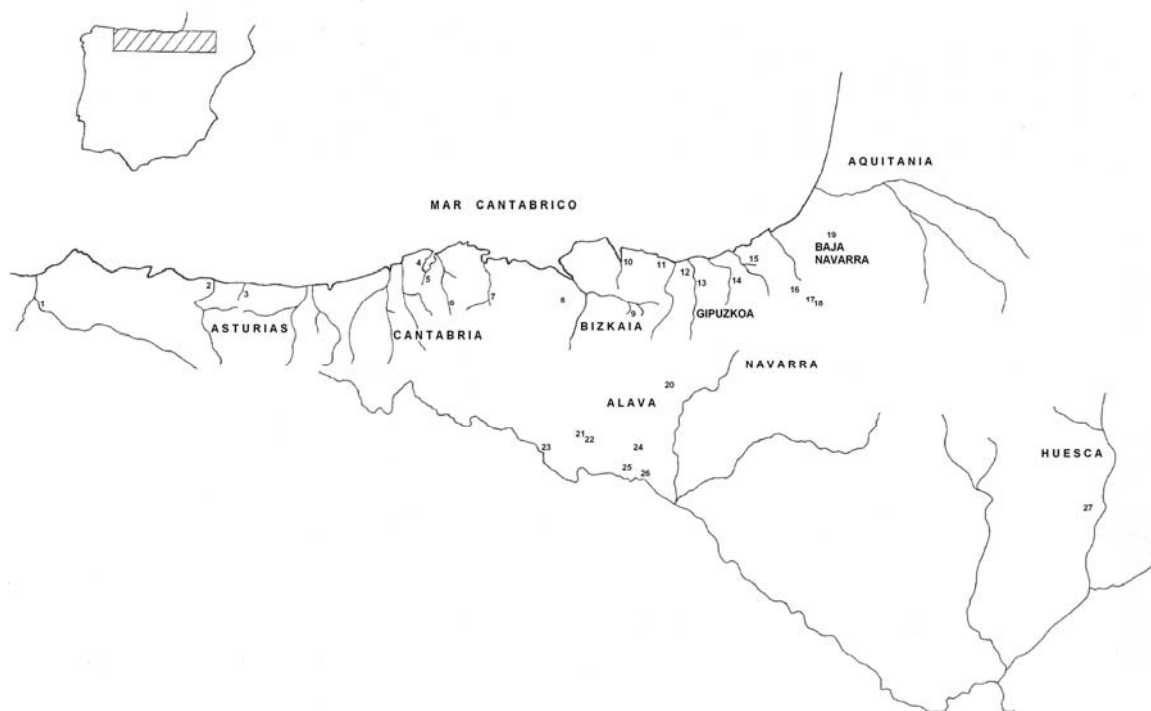 AQUITANIA
MAR CANTABRICO
19
BAJA
NAVARRA
4
10
11
12
15
5
13
14
1
2
3
6
7
8
9
16
17
18
ASTURIAS
CANTABRIA
BIZKAIA
GIPUZKOA
NAVARRA
20
ALAVA
21
22
23
24
25
26
HUESCA
27